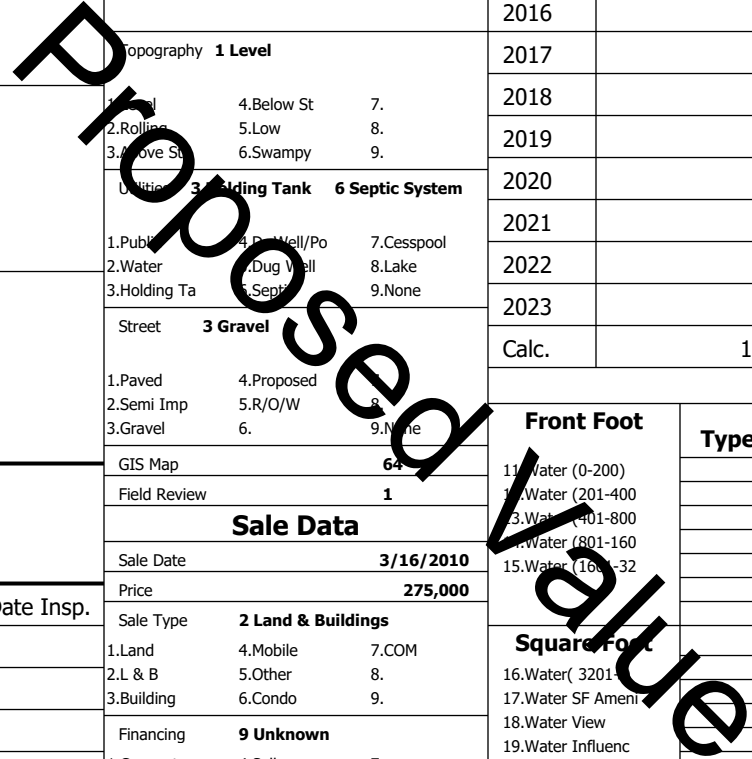 Topography 1 Level
1.Level 4.Below St 7.
2.Rolling 5.Low 8.
3.Above St 6.Swampy 9.
Utilities 3 Holding Tank 6 Septic System
1.Public 4.Dr Well/Po 7.Cesspool
2.Water 5.Dug Well 8.Lake
3.Holding Ta 6.Septic 9.None
Street 3 Gravel
1.Paved 4.Proposed 7.
2.Semi Imp 5.R/O/W 8.
3.Gravel 6. 9.None
GIS Map 64
Field Review 1
Sale Data
Sale Date 3/16/2010
Price 275,000
Sale Type 2 Land & Buildings
1.Land 4.Mobile 7.COM
2.L & B 5.Other 8.
3.Building 6.Condo 9.
Financing 9 Unknown
Date Insp.
2016
2017
2018
2019
2020
2021
2022
2023
Calc. 1
Front Foot Type
11.Water (0-200)
12.Water (201-400
13.Water (401-800
14.Water (801-160
15.Water (1601-32
Square Foot
16.Water( 3201-
17.Water SF Ameni
18.Water View
19.Water Influenc
Proposed Value